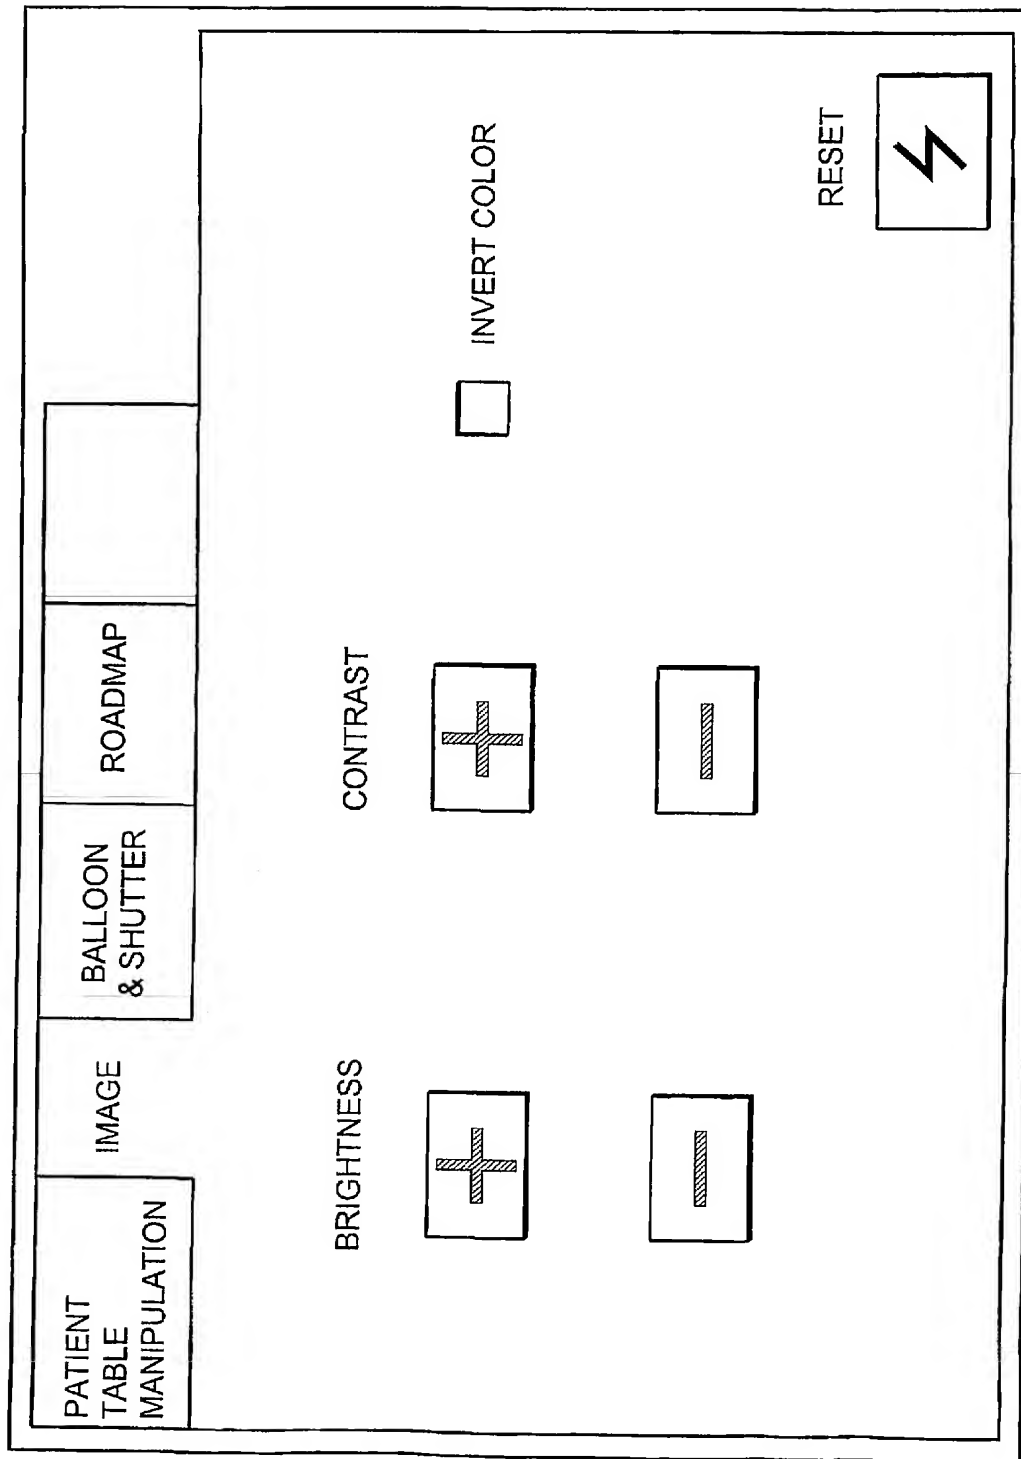 PATIENT
TABLE
MANIPULATION
IMAGE
BALLOON
& SHUTTER
ROADMAP
BRIGHTNESS
CONTRAST
INVERT COLOR
RESET